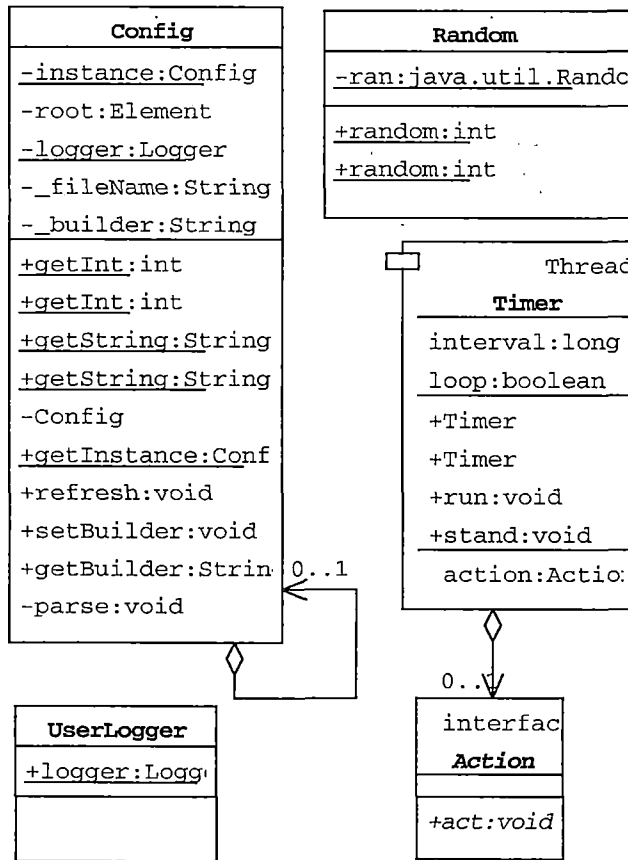 Config
-instance:Config
-root:Element
-logger:Logger
-_fileName:String
-_builder:String
+getInt:int
+getInt:int
+getString:String
+getString:String
-Config
+getInstance:Conf
+refresh:void
+setBuilder:void
+getBuilder:Strin
-parse:void
0..1
UserLogger
+logger:Logg
Random
-ran:java.util.Rando
+random:int
+random:int
Thread
Timer
interval:long
loop:boolean
+Timer
+Timer
+run:void
+stand:void
action:Actio
0..
interfac
Action
+act:void